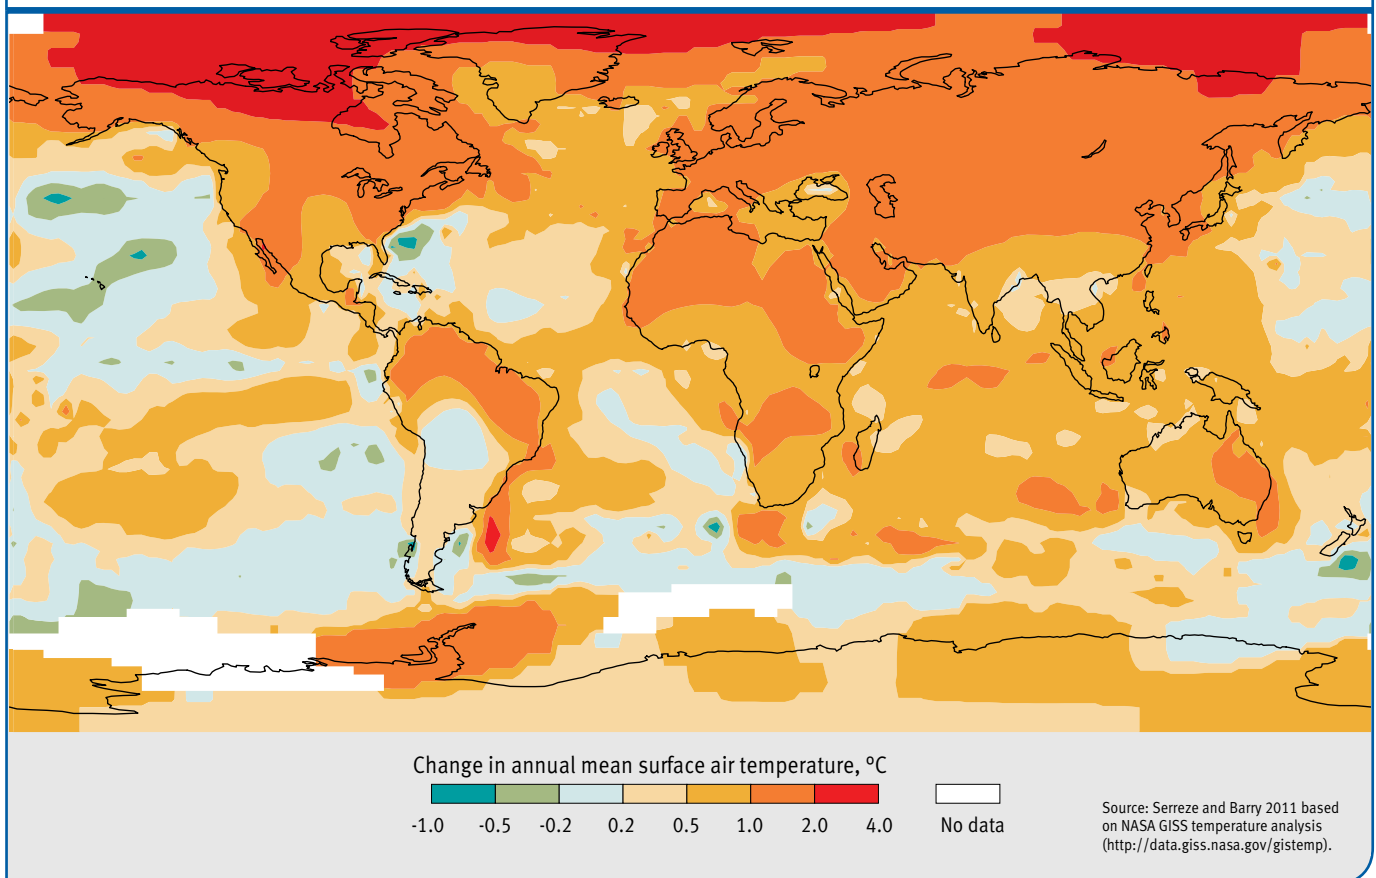 Change in annual mean surface air temperature, °C
-1.0 -0.5 -0.2 0.2 0.5 1.0 2.0 4.0
No data
Source: Serreze and Barry 2011 based
on NASA GISS temperature analysis
(http://data.giss.nasa.gov/gistemp).